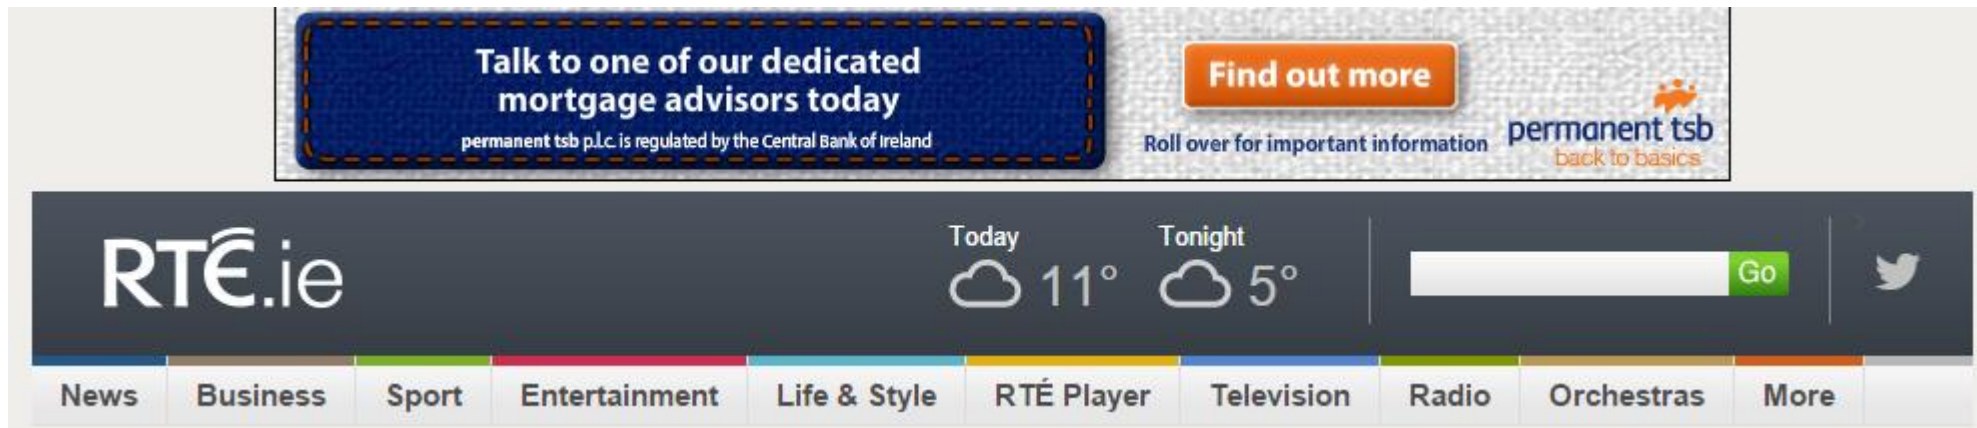 Talk to one of our dedicated
mortgage advisors today
permanent tsb p.l.c. is regulated by the Central Bank of Ireland
Find out more
Roll over for important information
permanent tsb
back to basics
RTÉ.ie
Today
11°
Tonight
5°
Go
News Business Sport Entertainment Life & Style RTÉ Player Television Radio Orchestras More